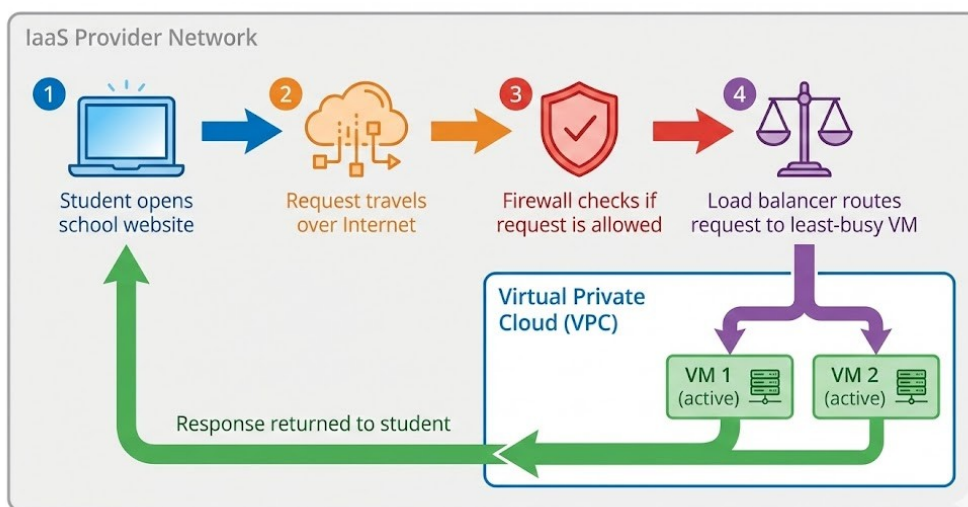 IaaS Provider Network
1
2
3
4
Student opens
school website
Request travels
over Internet
Firewall checks if
request is allowed
Load balancer routes
request to least-busy VM
Virtual Private
Cloud (VPC)
VM 1
(active)
VM 2
(active)
Response returned to student